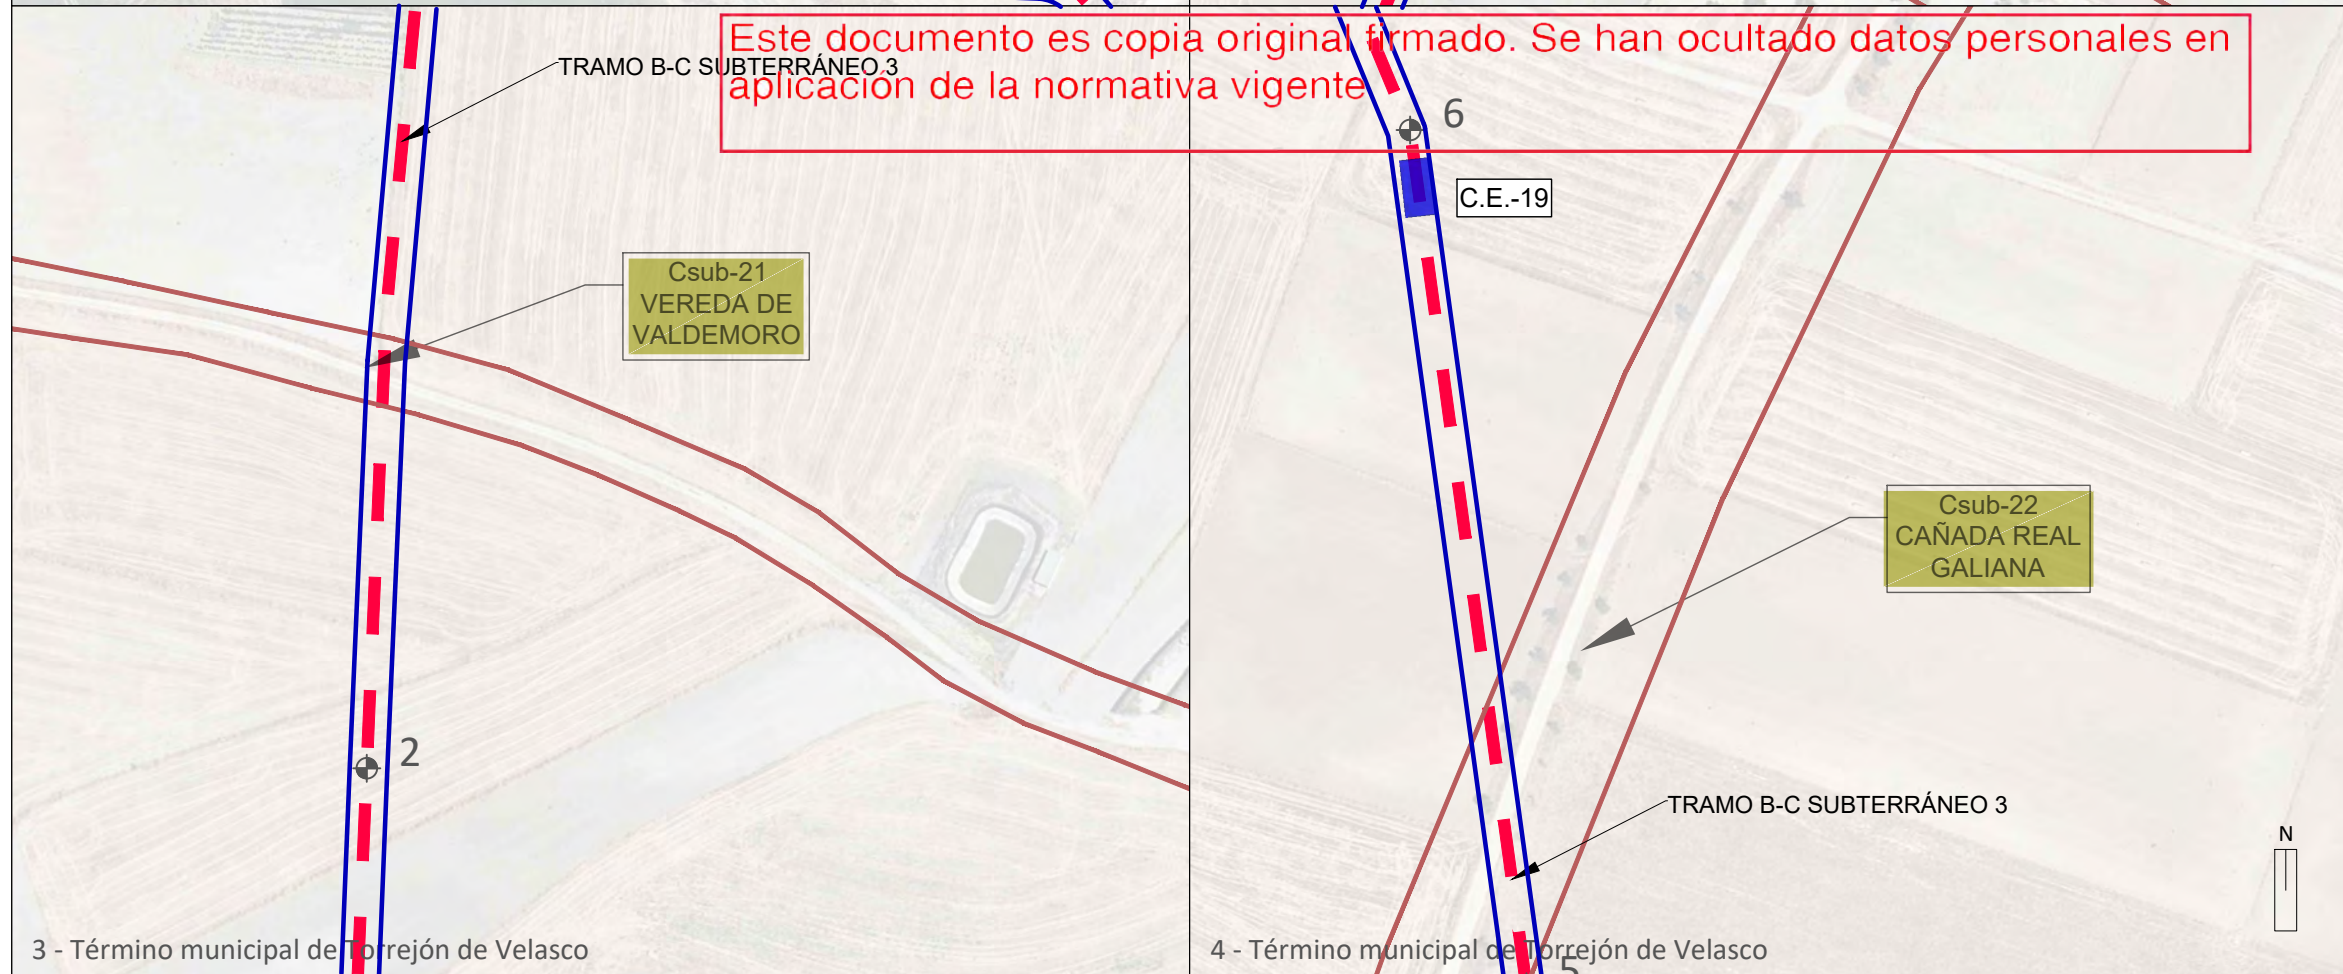 Este documento es copia original firmado. Se han ocultado datos personales en
aplicación de la normativa vigente
TRAMO B-C SUBTERRÁNEO 3
Csub-21
VEREDA DE
VALDEMORO
2
3 - Término municipal de Torrejón de Velasco
6
C.E.-19
Csub-22
CAÑADA REAL
GALIANA
TRAMO B-C SUBTERRÁNEO 3
N
4 - Término municipal de Torrejón de Velasco
5